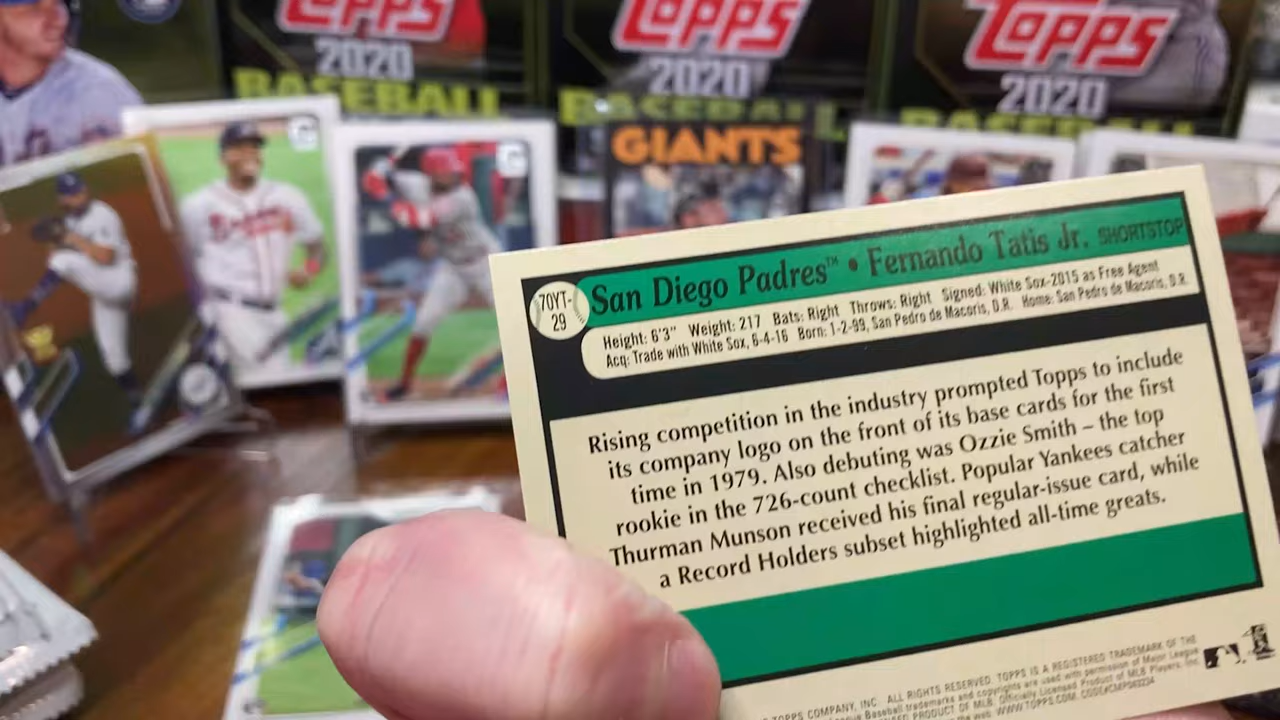 Topps
Topps
Topps
2020
2020
2020
BASEBALL
BASEBALL
BASEBALL
GIANTS
Braves
70YT-
29
San Diego Padres™ • Fernando Tatis Jr. SHORTSTOP
Height: 6'3" Weight: 217 Bats: Right Throws: Right Signed: White Sox-2015 as Free Agent
Acq: Trade with White Sox, 6-4-16 Born: 1-2-99, San Pedro de Macoris, D.R. Home: San Pedro de Macoris, D.R.
Rising competition in the industry prompted Topps to include
its company logo on the front of its base cards for the first
time in 1979. Also debuting was Ozzie Smith – the top
rookie in the 726-count checklist. Popular Yankees catcher
Thurman Munson received his final regular-issue card, while
a Record Holders subset highlighted all-time greats.
TOPPS COMPANY, INC. ALL RIGHTS RESERVED. TOPPS IS A REGISTERED TRADEMARK OF THE
League Baseball trademarks and copyrights are used with permission of Major League
PRODUCT OF MLB Players, Inc.
WWW.TOPPS.COM. CODE#CMP083234